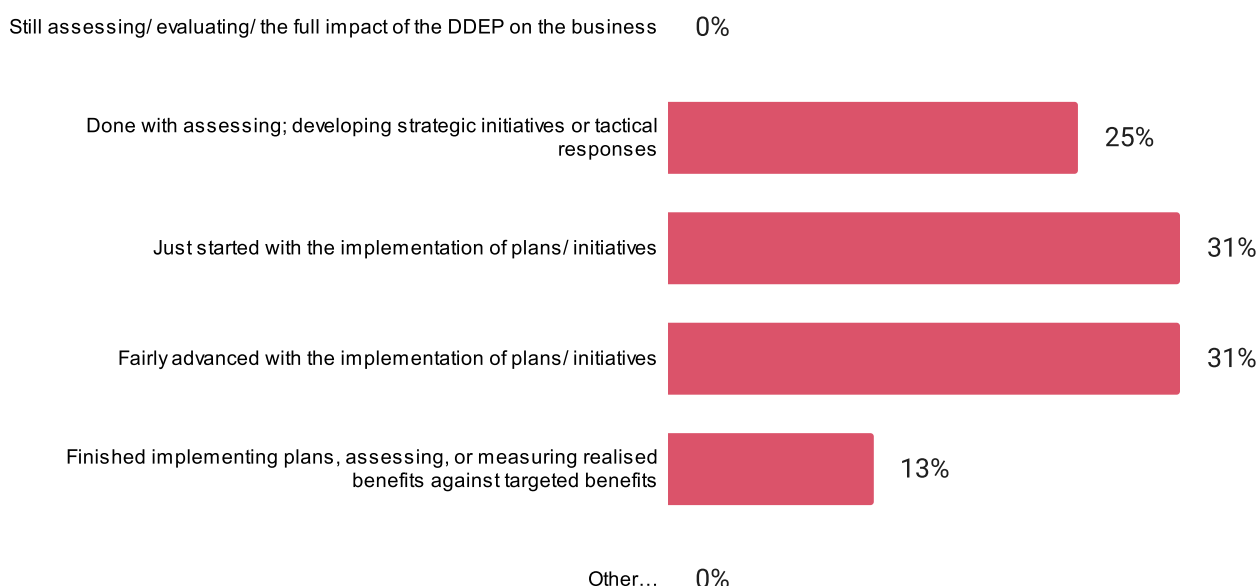 Still assessing/ evaluating/ the full impact of the DDEP on the business
0%
Done with assessing; developing strategic initiatives or tactical
responses
25%
Just started with the implementation of plans/ initiatives
31%
Fairly advanced with the implementation of plans/ initiatives
31%
Finished implementing plans, assessing, or measuring realised
benefits against targeted benefits
13%
Other…
0%